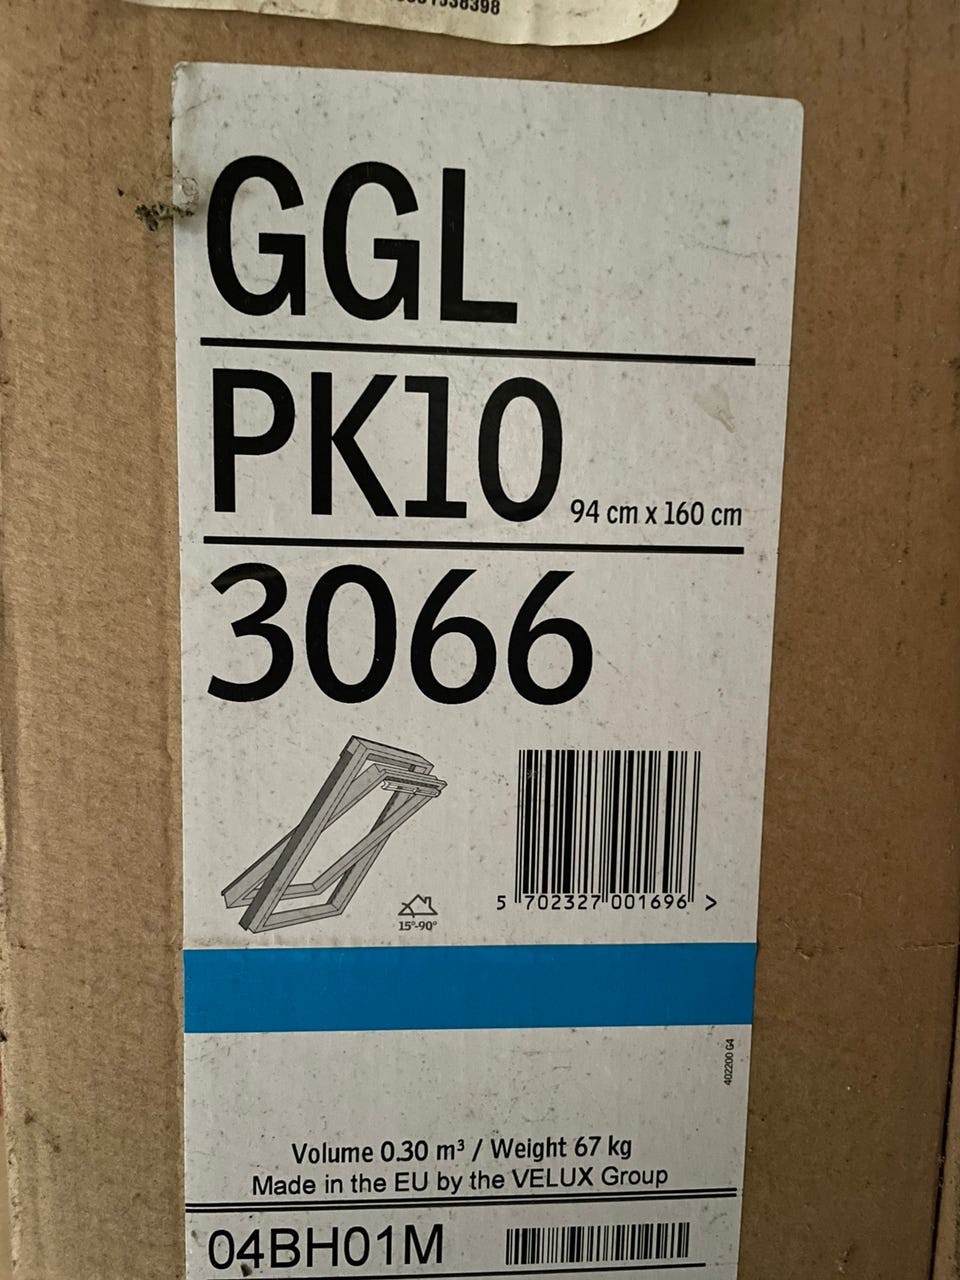 GGL
PK10 94 cm x 160 cm
3066
15°-90°
5 702327 001696 >
402200 G4
Volume 0.30 m³ / Weight 67 kg
Made in the EU by the VELUX Group
04BH01M